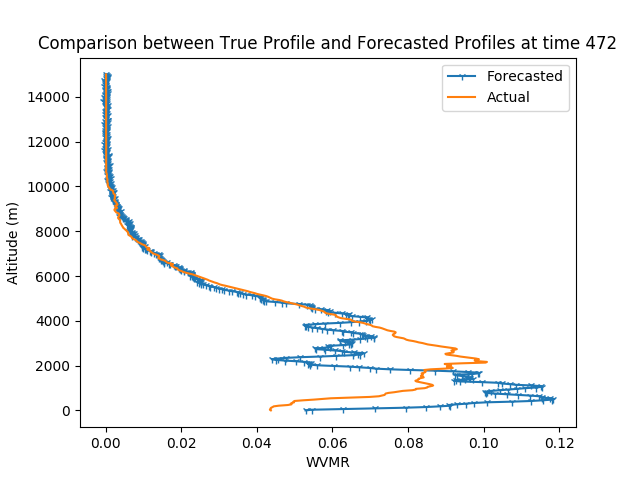 Comparison between True Profile and Forecasted Profiles at time 472
Forecasted
Actual
14000
12000
10000
8000
6000
4000
2000
0
Altitude (m)
0.00 0.02 0.04 0.06 0.08 0.10 0.12
WVMR